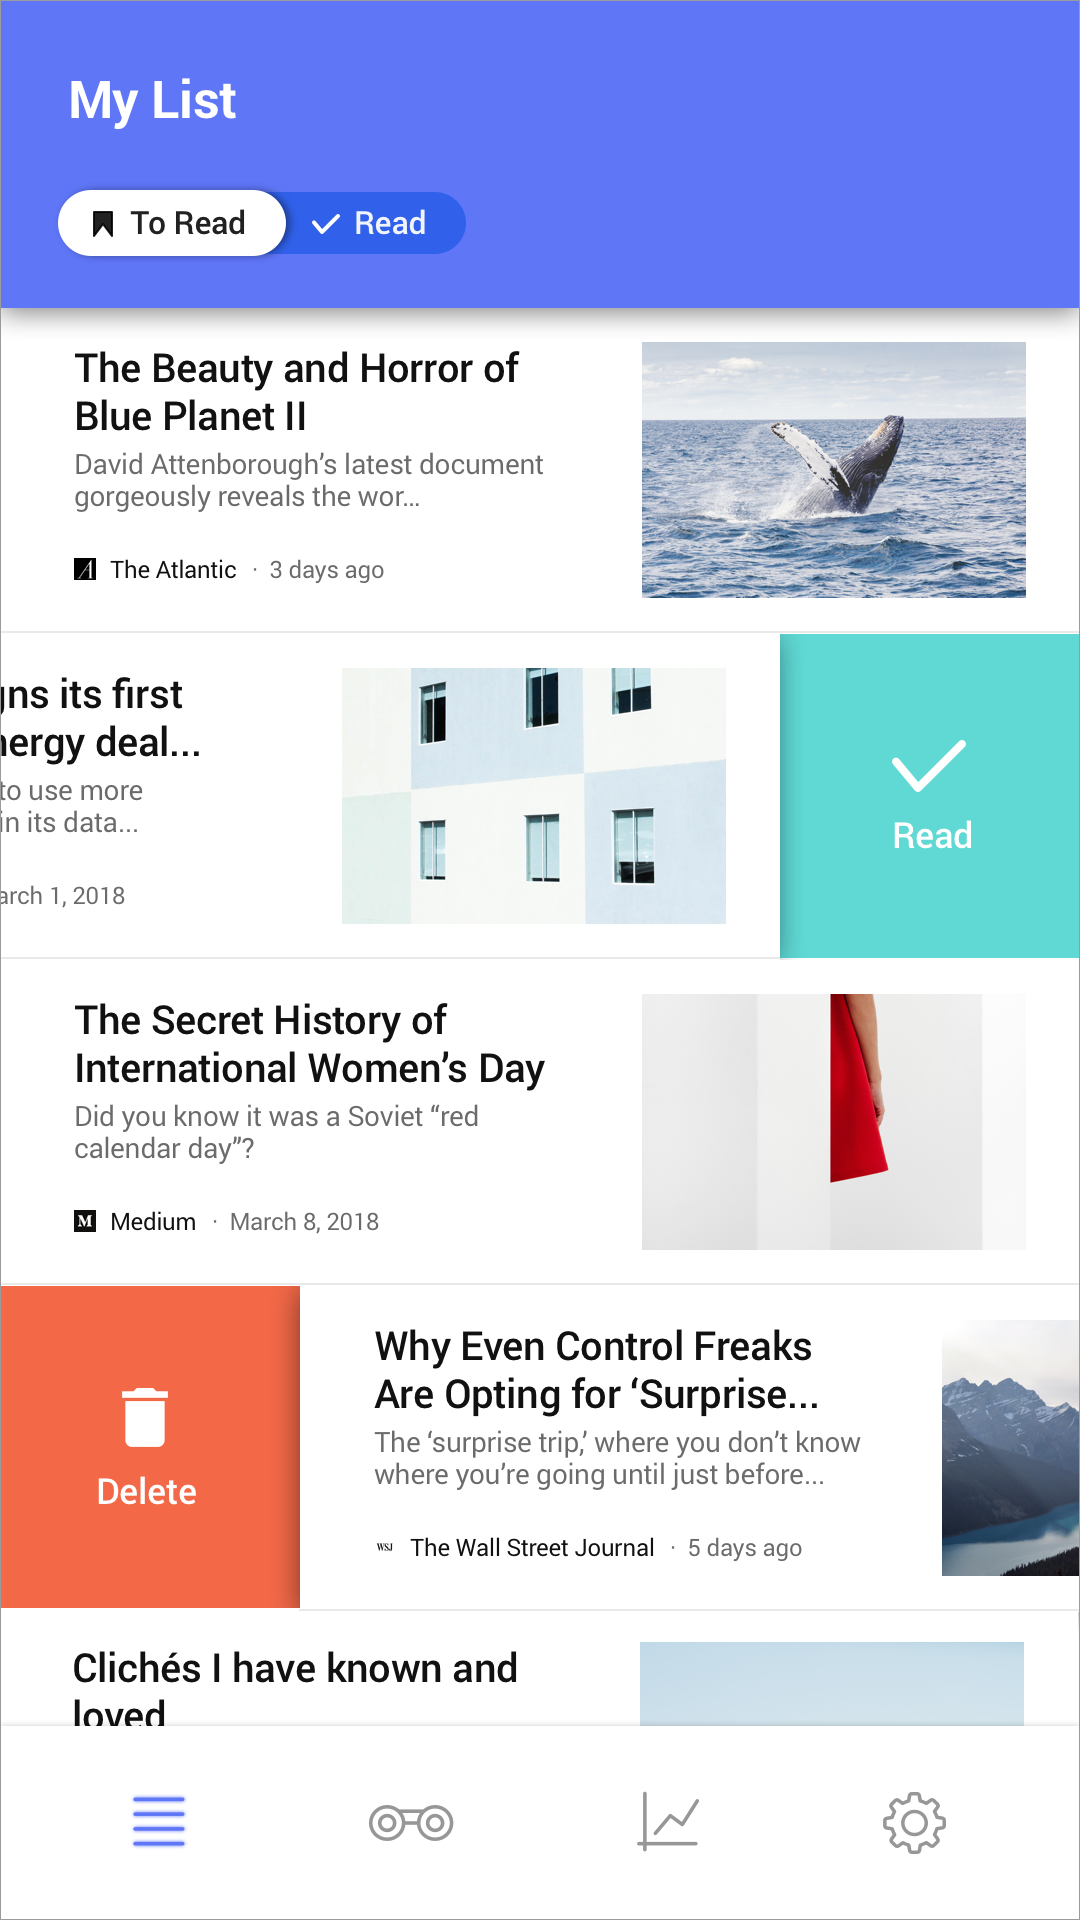 My List
To Read
Read
The Beauty and Horror of
Blue Planet II
David Attenborough’s latest document
gorgeously reveals the wor...
The Atlantic · 3 days ago
gns its first
nergy deal...
to use more
in its data...
arch 1, 2018
Read
The Secret History of
International Women’s Day
Did you know it was a Soviet “red
calendar day”?
M Medium · March 8, 2018
Delete
Why Even Control Freaks
Are Opting for ‘Surprise...
The ‘surprise trip,’ where you don’t know
where you’re going until just before...
WSJ The Wall Street Journal · 5 days ago
Clichés I have known and
loved